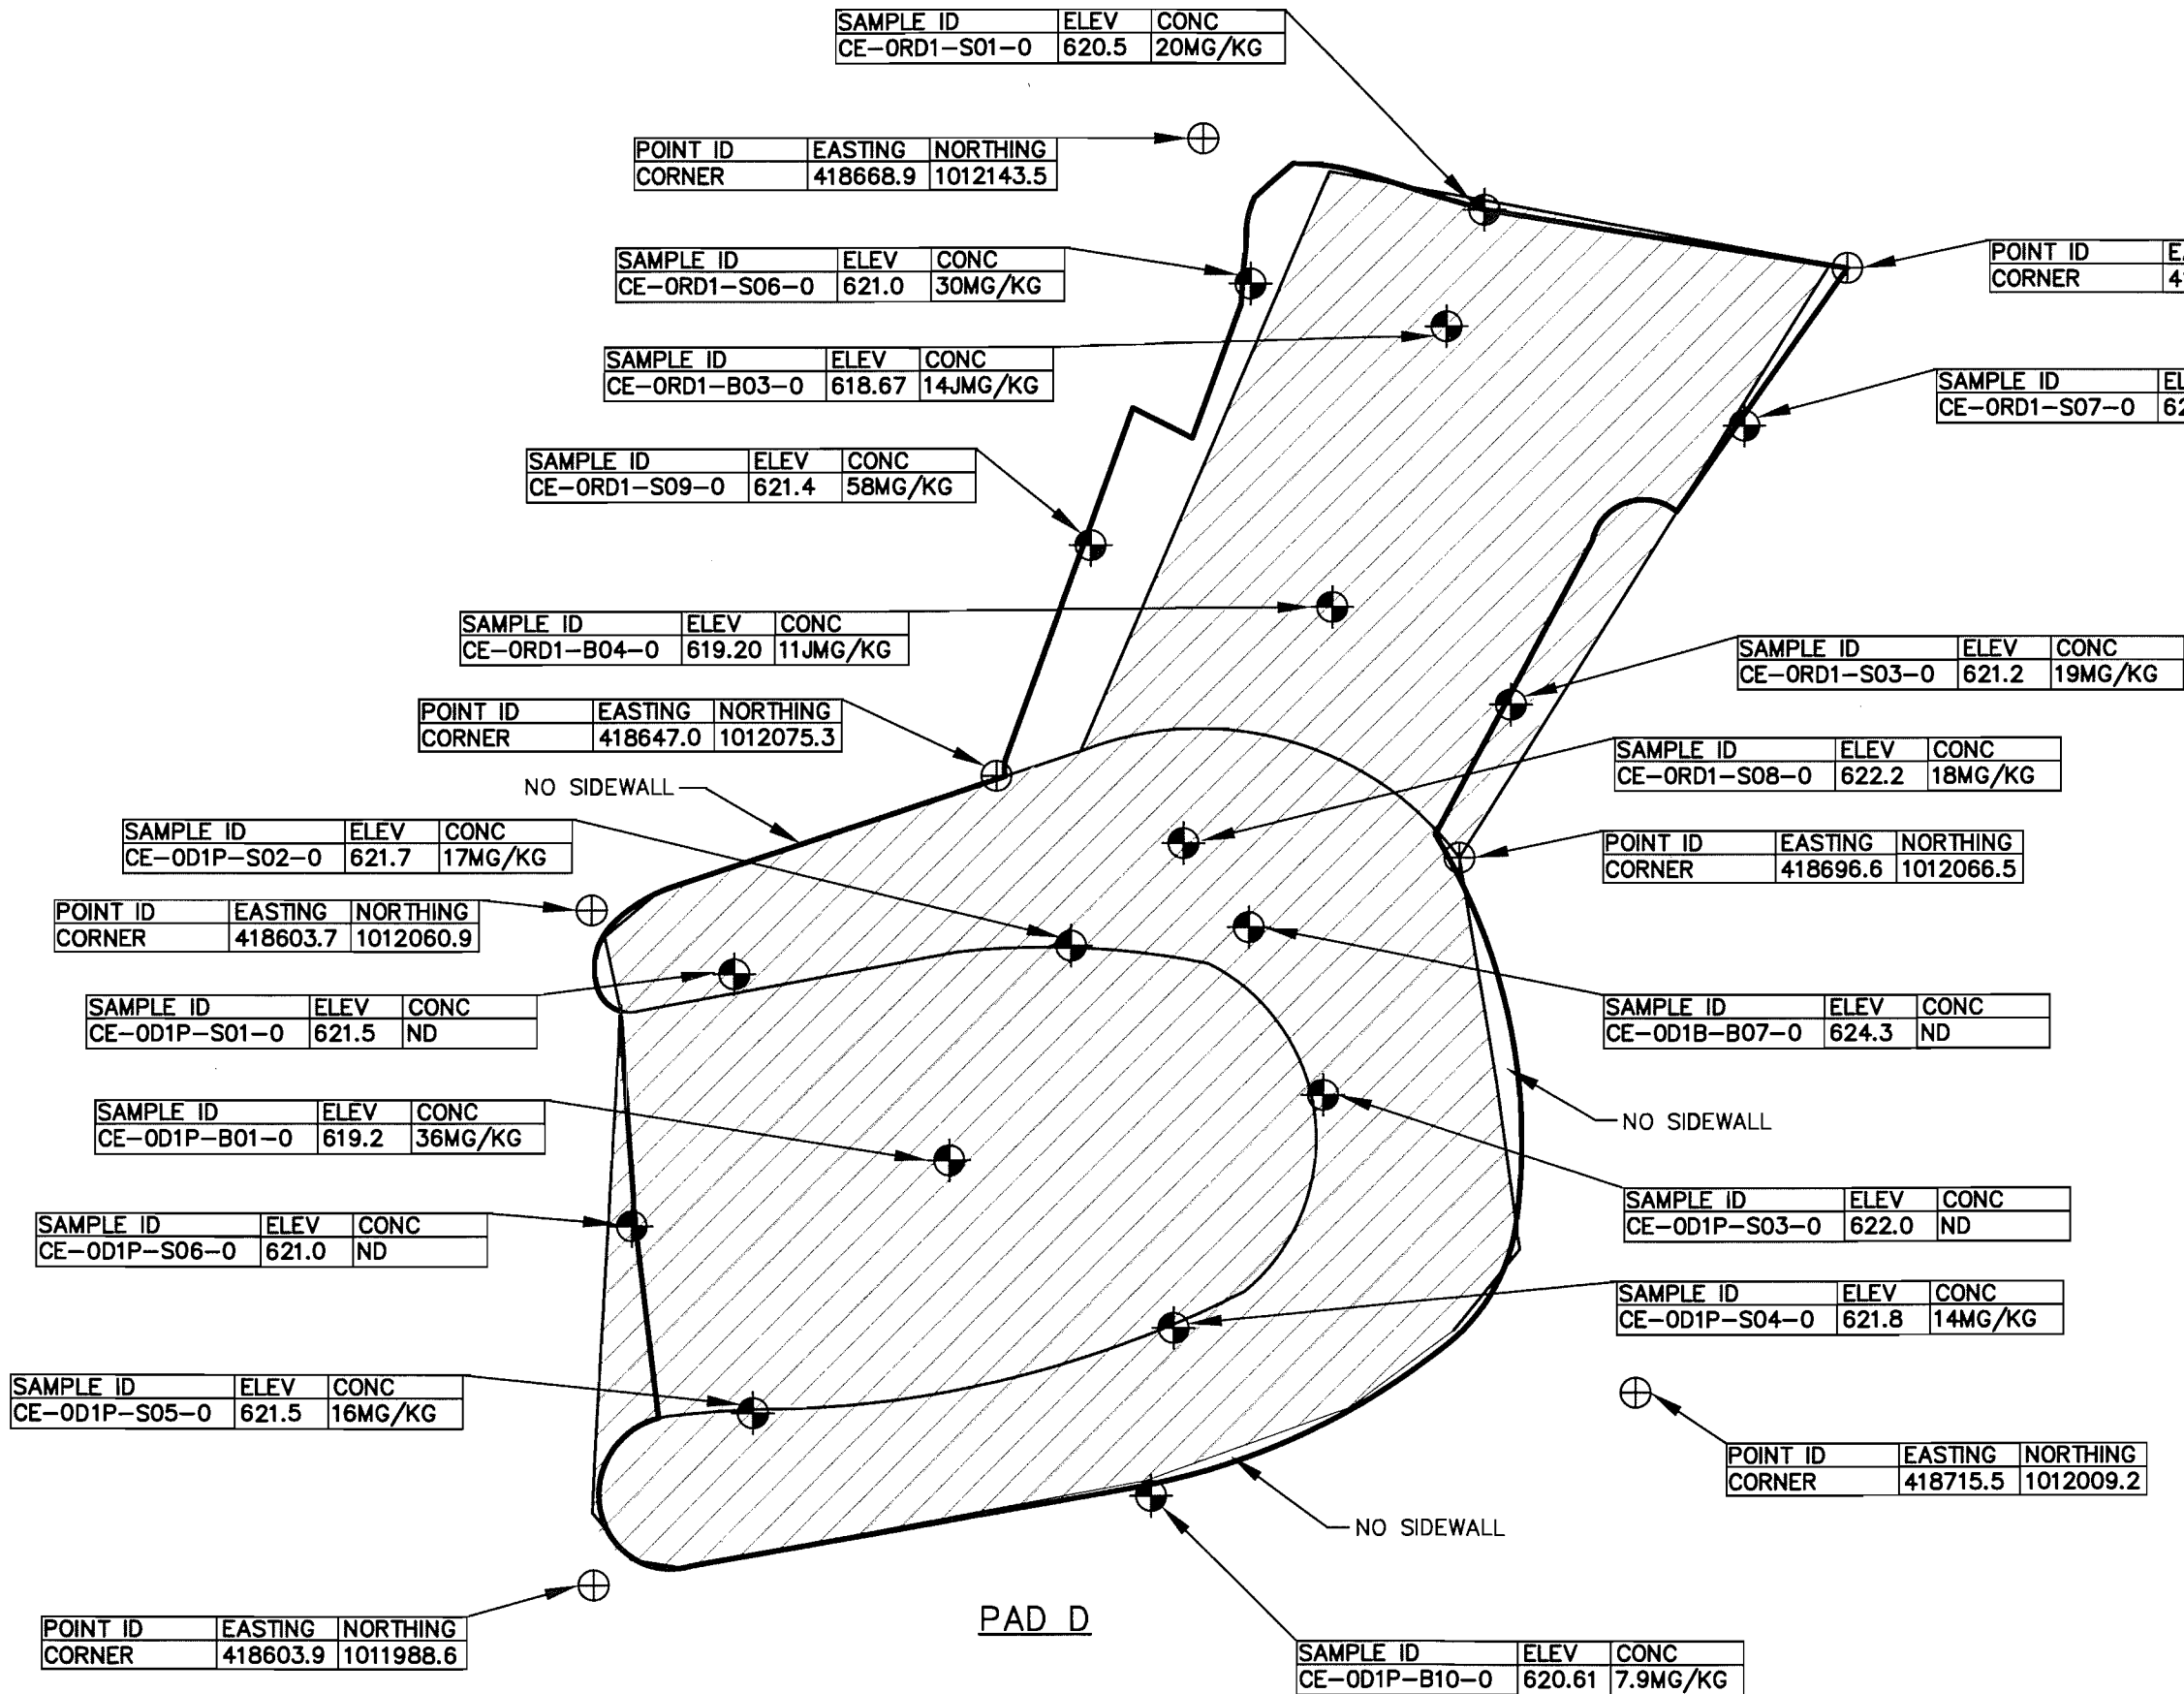 SAMPLE ID ELEV CONC
CE-0RD1-S01-0 620.5 20MG/KG
POINT ID EASTING NORTHING
CORNER 418668.9 1012143.5
SAMPLE ID ELEV CONC
CE-0RD1-S06-0 621.0 30MG/KG
POINT ID
CORNER
SAMPLE ID ELEV CONC
CE-0RD1-B03-0 618.67 14JMG/KG
SAMPLE ID
CE-0RD1-S07-0
SAMPLE ID ELEV CONC
CE-0RD1-S09-0 621.4 58MG/KG
SAMPLE ID ELEV CONC
CE-0RD1-B04-0 619.20 11JMG/KG
SAMPLE ID ELEV CONC
CE-0RD1-S03-0 621.2 19MG/KG
POINT ID EASTING NORTHING
CORNER 418647.0 1012075.3
SAMPLE ID ELEV CONC
CE-0RD1-S08-0 622.2 18MG/KG
NO SIDEWALL
SAMPLE ID ELEV CONC
CE-0D1P-S02-0 621.7 17MG/KG
POINT ID EASTING NORTHING
CORNER 418696.6 1012066.5
POINT ID EASTING NORTHING
CORNER 418603.7 1012060.9
SAMPLE ID ELEV CONC
CE-0D1P-S01-0 621.5 ND
SAMPLE ID ELEV CONC
CE-0D1B-B07-0 624.3 ND
SAMPLE ID ELEV CONC
CE-0D1P-B01-0 619.2 36MG/KG
NO SIDEWALL
SAMPLE ID ELEV CONC
CE-0D1P-S03-0 622.0 ND
SAMPLE ID ELEV CONC
CE-0D1P-S06-0 621.0 ND
SAMPLE ID ELEV CONC
CE-0D1P-S04-0 621.8 14MG/KG
SAMPLE ID ELEV CONC
CE-0D1P-S05-0 621.5 16MG/KG
POINT ID EASTING NORTHING
CORNER 418715.5 1012009.2
NO SIDEWALL
POINT ID EASTING NORTHING
CORNER 418603.9 1011988.6
PAD D
SAMPLE ID ELEV CONC
CE-0D1P-B10-0 620.61 7.9MG/KG